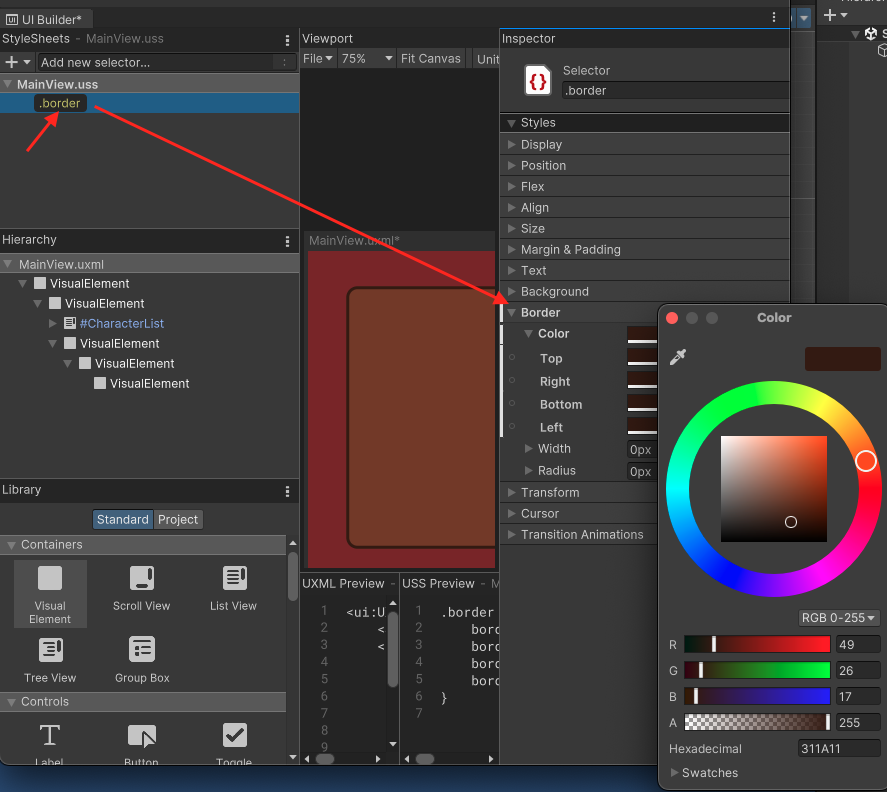 UI Builder*
StyleSheets - MainView.uss
Add new selector...
MainView.uss
.border
Hierarchy
MainView.uxml
VisualElement
VisualElement
#CharacterList
VisualElement
VisualElement
VisualElement
Library
Standard Project
Containers
Visual Element
Scroll View
List View
Tree View
Group Box
Controls
Label
Button
Toggle
Viewport
File 75% Fit Canvas Unit
MainView.uxml*
UXML Preview -
1 <ui:U
2 <
3 <
4
5
6
7
8
9
USS Preview - M
1 .border
2 bord
3 bord
4 bord
5 bord
6 }
7
Inspector
Selector
.border
Styles
Display
Position
Flex
Align
Size
Margin & Padding
Text
Background
Border
Color
Top
Right
Bottom
Left
Width 0px
Radius 0px
Transform
Cursor
Transition Animations
Color
RGB 0-255
R 49
G 26
B 17
A 255
Hexadecimal 311A11
Swatches